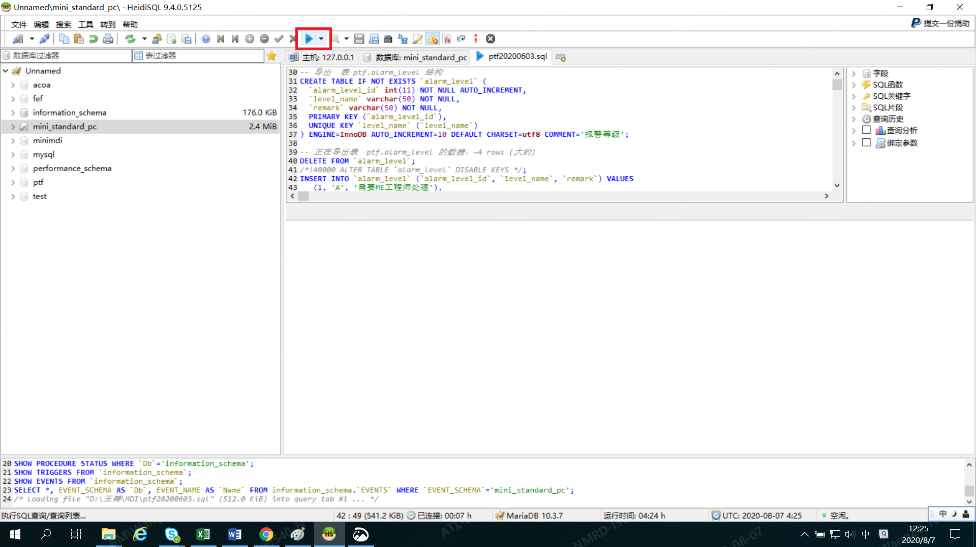 Unnamed\mini_standard_pc\ - HeidiSQL 9.4.0.5125
文件 编辑 搜索 工具 转到 帮助
提交一份捐助
数据库过滤器 表过滤器
主机: 127.0.0.1 数据库: mini_standard_pc ptf20200603.sql
Unnamed
acoa
fef
information_schema 176.0 KiB
mini_standard_pc 2.4 MiB
minimdi
mysql
performance_schema
ptf
test
30 -- 导出 表 ptf.alarm_level 结构
31 CREATE TABLE IF NOT EXISTS `alarm_level` (
32 `alarm_level_id` int(11) NOT NULL AUTO_INCREMENT,
33 `level_name` varchar(50) NOT NULL,
34 `remark` varchar(50) NOT NULL,
35 PRIMARY KEY (`alarm_level_id`),
36 UNIQUE KEY `level_name` (`level_name`)
37 ) ENGINE=InnoDB AUTO_INCREMENT=10 DEFAULT CHARSET=utf8 COMMENT='报警等级';
38
39 -- 正在导出表 ptf.alarm_level 的数据：~4 rows (大约)
40 DELETE FROM `alarm_level`;
41 /*!40000 ALTER TABLE `alarm_level` DISABLE KEYS */;
42 INSERT INTO `alarm_level` (`alarm_level_id`, `level_name`, `remark`) VALUES
43 (1, 'A', '需要ME工程师处理'),
字段
SQL函数
SQL关键字
SQL片段
查询历史
查询分析
绑定参数
20 SHOW PROCEDURE STATUS WHERE `Db`='information_schema';
21 SHOW TRIGGERS FROM `information_schema`;
22 SHOW EVENTS FROM `information_schema`;
23 SELECT *, EVENT_SCHEMA AS `Db`, EVENT_NAME AS `Name` FROM information_schema.`EVENTS` WHERE `EVENT_SCHEMA`='mini_standard_pc';
24 /* Loading file "D:\王 \MDI\ptf20200603.sql" (512.0 KiB) into query tab #1 ... */
执行SQL查询/查询列表... 42 : 49 (541.2 KiB) 已连接: 00:07 h MariaDB 10.3.7 运行时间: 04:24 h UTC: 2020-08-07 4:25 空闲。
中
中
12:25
2020/8/7